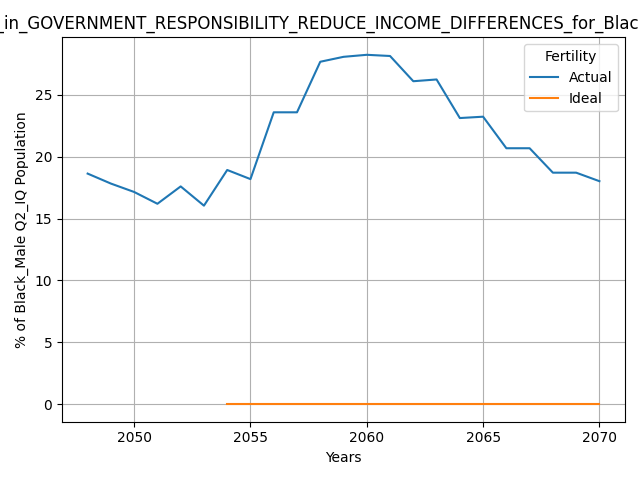 _in_GOVERNMENT_RESPONSIBILITY_REDUCE_INCOME_DIFFERENCES_for_Blac
Fertility
Actual
Ideal
% of Black_Male Q2_IQ Population
25
20
15
10
5
0
2050 2055 2060 2065 2070
Years